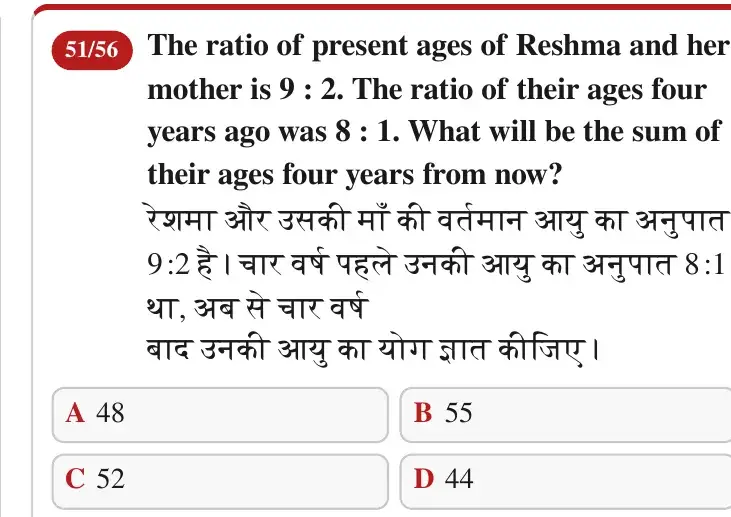 51/56 The ratio of present ages of Reshma and her
mother is 9 : 2. The ratio of their ages four
years ago was 8 : 1. What will be the sum of
their ages four years from now?
रेशमा और उसकी माँ की वर्तमान आयु का अनुपात
9:2 है। चार वर्ष पहले उनकी आयु का अनुपात 8:1
था, अब से चार वर्ष
बाद उनकी आयु का योग ज्ञात कीजिए।
A 48 B 55
C 52 D 44